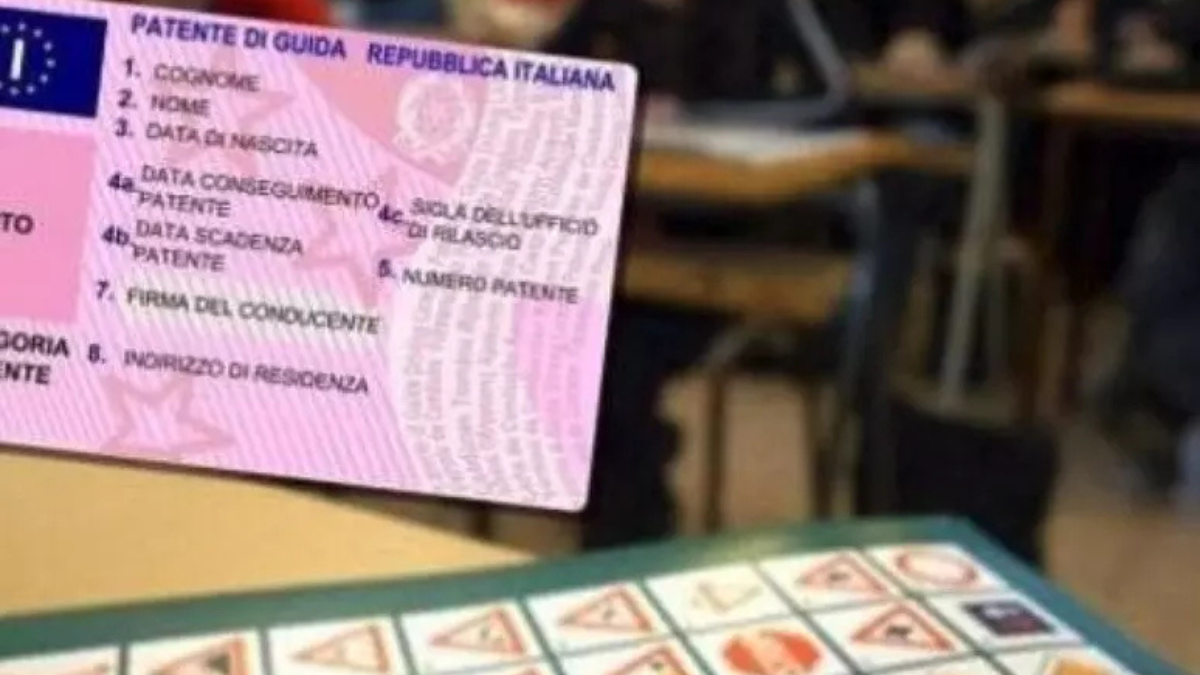 I
PATENTE DI GUIDA REPUBBLICA ITALIANA
1. COGNOME
2. NOME
3. DATA DI NASCITA
4a. DATA CONSEGUIMENTO
PATENTE
4c. SIGLA DELL'UFFICIO
DI RILASCIO
4b. DATA SCADENZA
PATENTE
5. NUMERO PATENTE
7. FIRMA DEL CONDUCENTE
8. INDIRIZZO DI RESIDENZA
TO
GORIA
ENTE